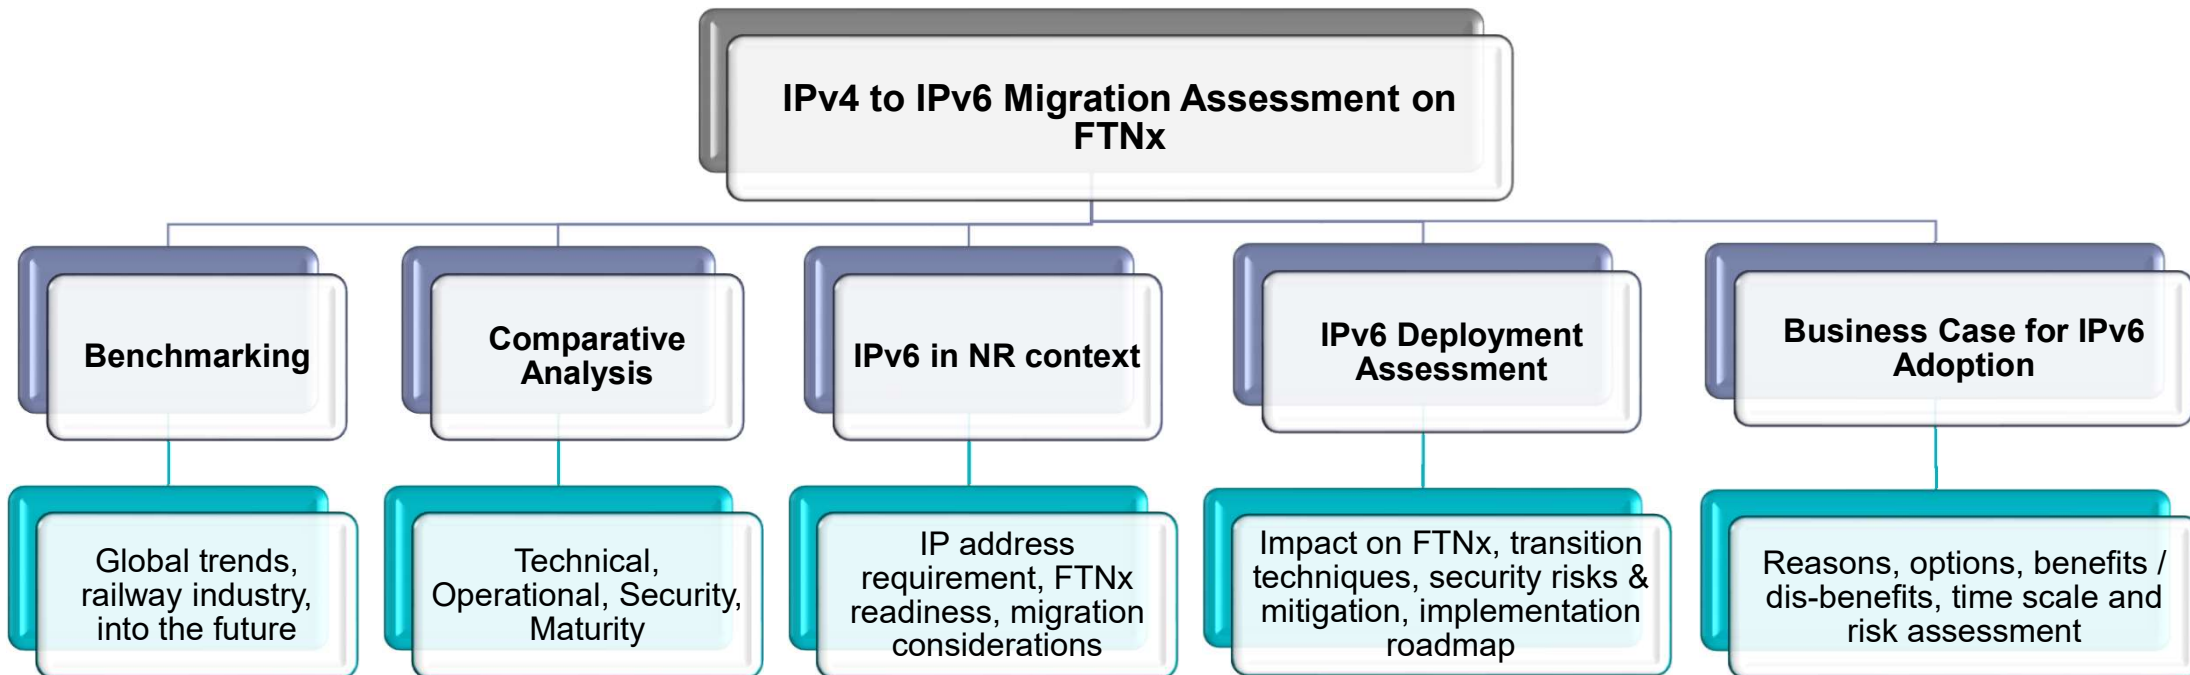 IPv4 to IPv6 Migration Assessment on
FTNx
Benchmarking
Comparative
Analysis
IPv6 in NR context
IPv6 Deployment
Assessment
Business Case for IPv6
Adoption
Global trends,
railway industry,
into the future
Technical,
Operational, Security,
Maturity
IP address
requirement, FTNx
readiness, migration
considerations
Impact on FTNx, transition
techniques, security risks &
mitigation, implementation
roadmap
Reasons, options, benefits /
dis-benefits, time scale and
risk assessment